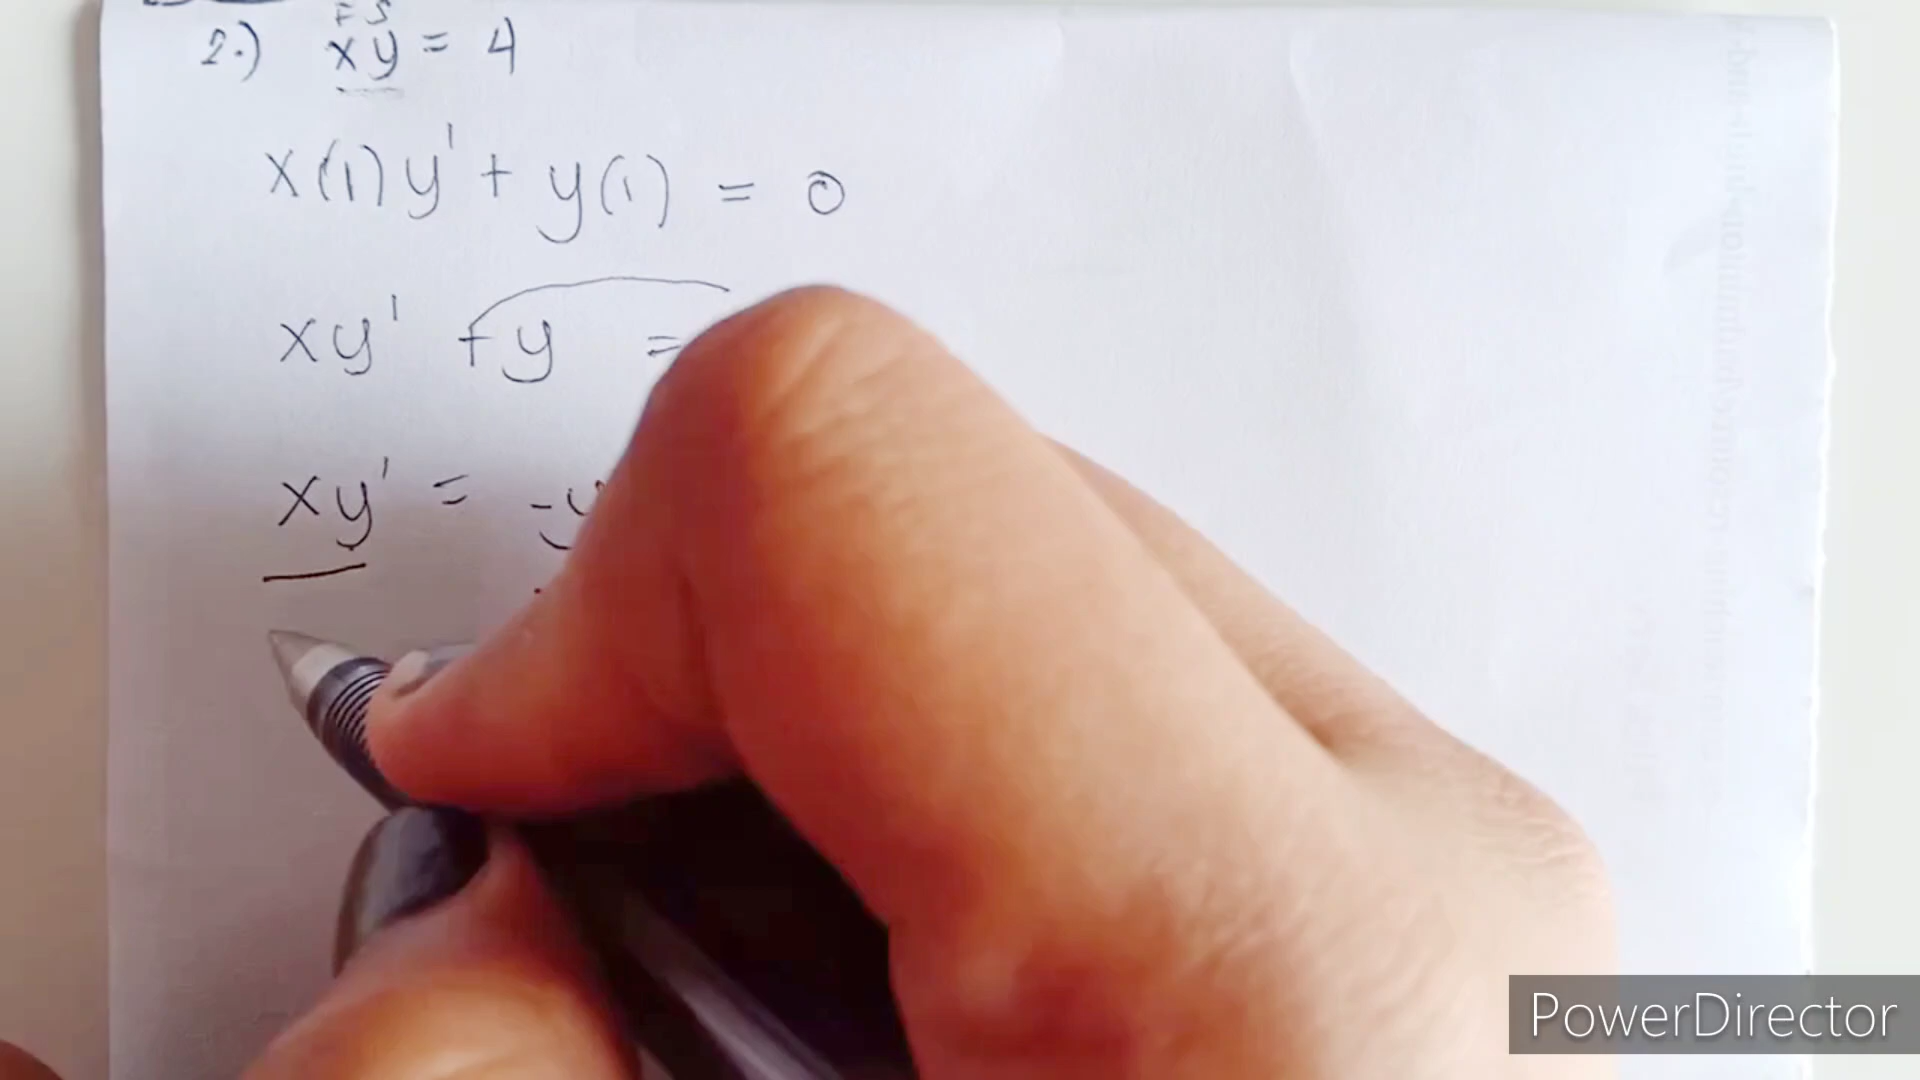 F S
2.) xy = 4
x(1)y' + y(1) = 0
xy' + y =
xy' = -y
PowerDirector